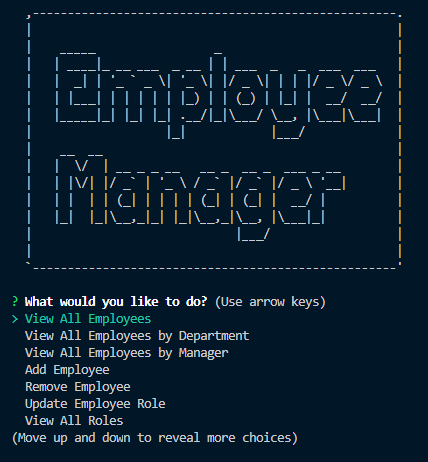 Employee
Manager
? What would you like to do? (Use arrow keys)
> View All Employees
View All Employees by Department
View All Employees by Manager
Add Employee
Remove Employee
Update Employee Role
View All Roles
(Move up and down to reveal more choices)